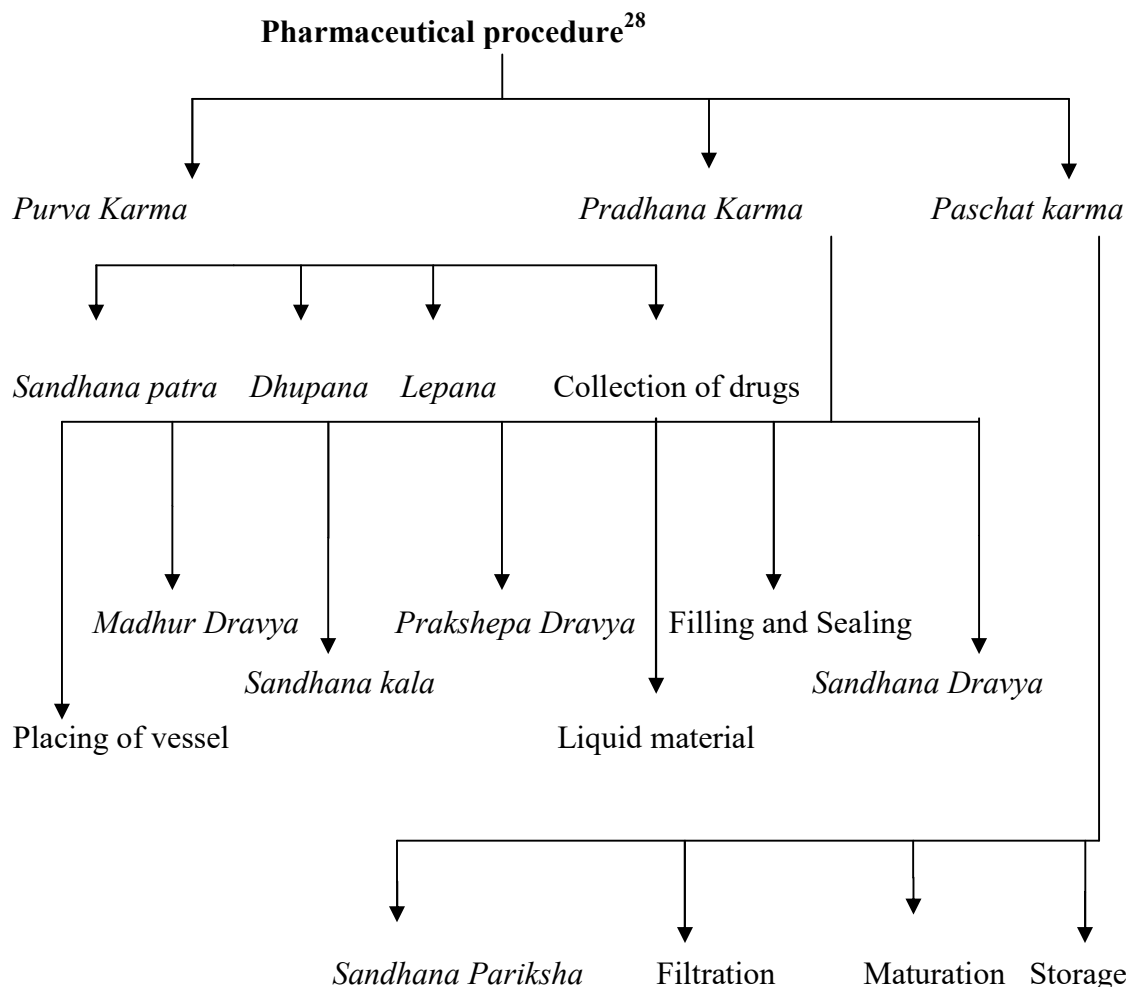 Pharmaceutical procedure28
Purva Karma Pradhana Karma Paschat karma
Sandhana patra Dhupana Lepana Collection of drugs
Madhur Dravya Prakshepa Dravya Filling and Sealing
Sandhana kala Sandhana Dravya
Placing of vessel Liquid material
Sandhana Pariksha Filtration Maturation Storage